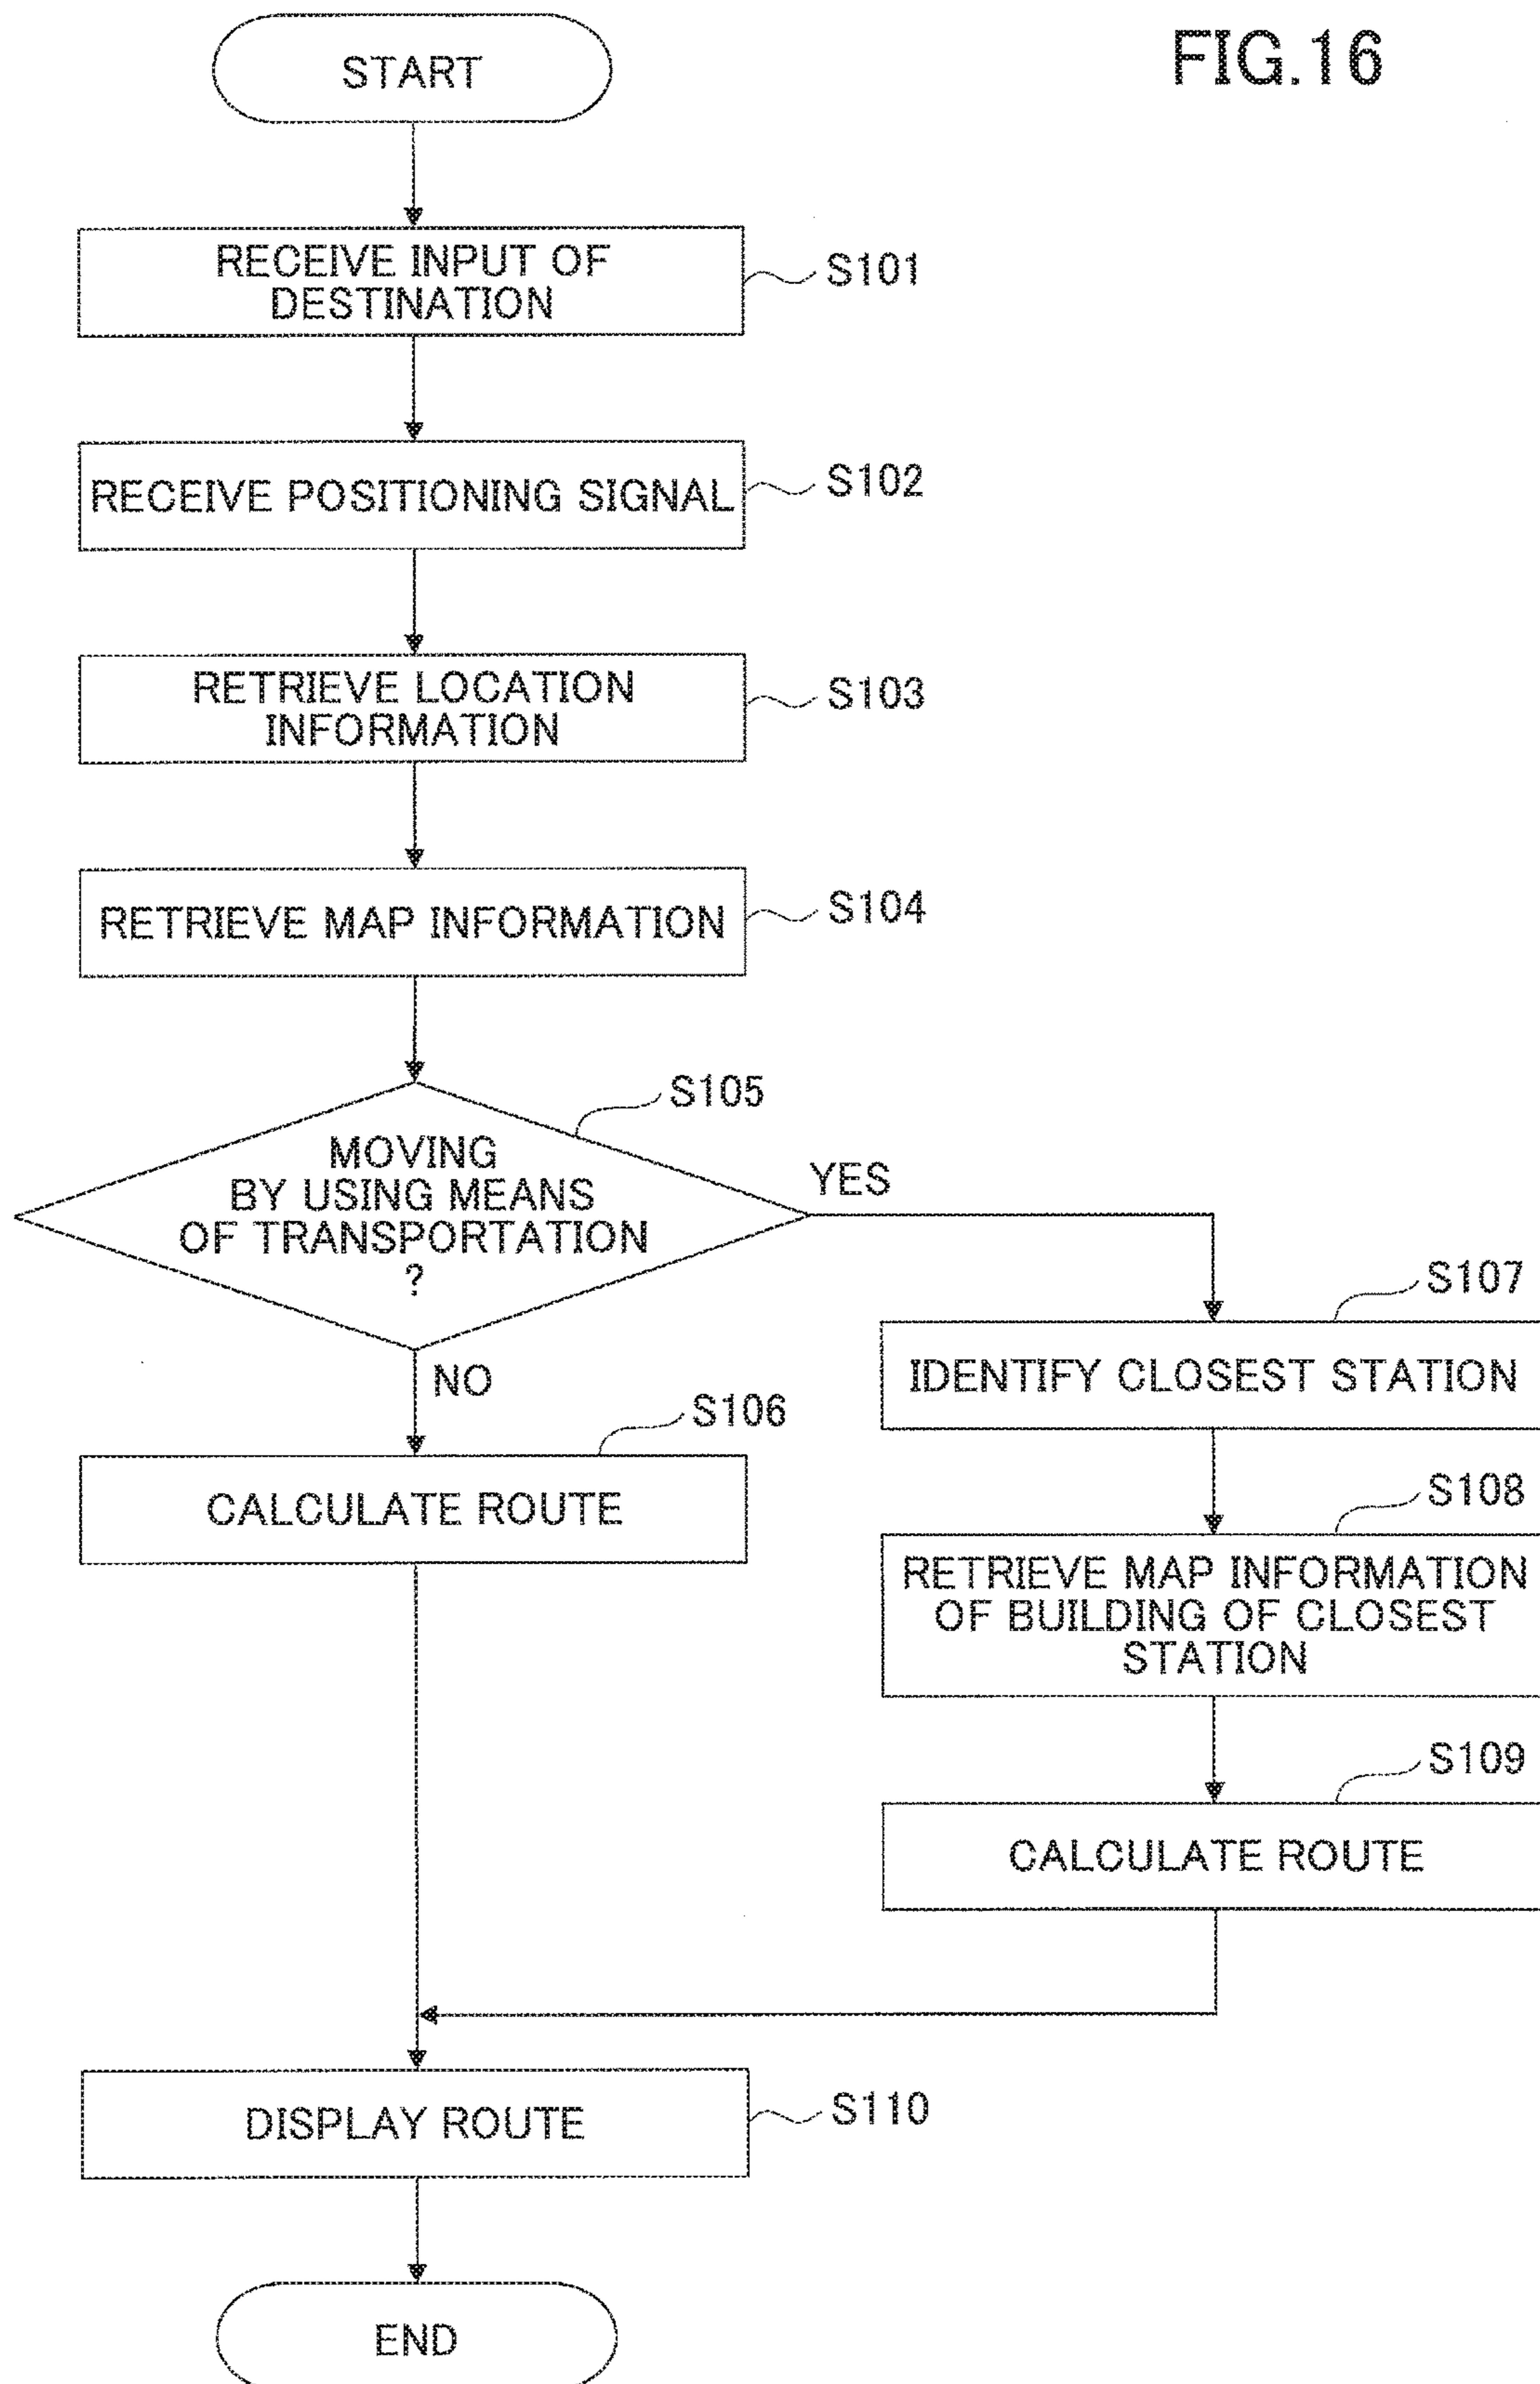 FIG.16
START
RECEIVE INPUT OF
DESTINATION
S101
RECEIVE POSITIONING SIGNAL
S102
RETRIEVE LOCATION
INFORMATION
S103
RETRIEVE MAP INFORMATION
S104
S105
MOVING
BY USING MEANS
OF TRANSPORTATION
?
YES
NO
S106
CALCULATE ROUTE
S107
IDENTIFY CLOSEST STATION
S108
RETRIEVE MAP INFORMATION
OF BUILDING OF CLOSEST
STATION
S109
CALCULATE ROUTE
DISPLAY ROUTE
S110
END